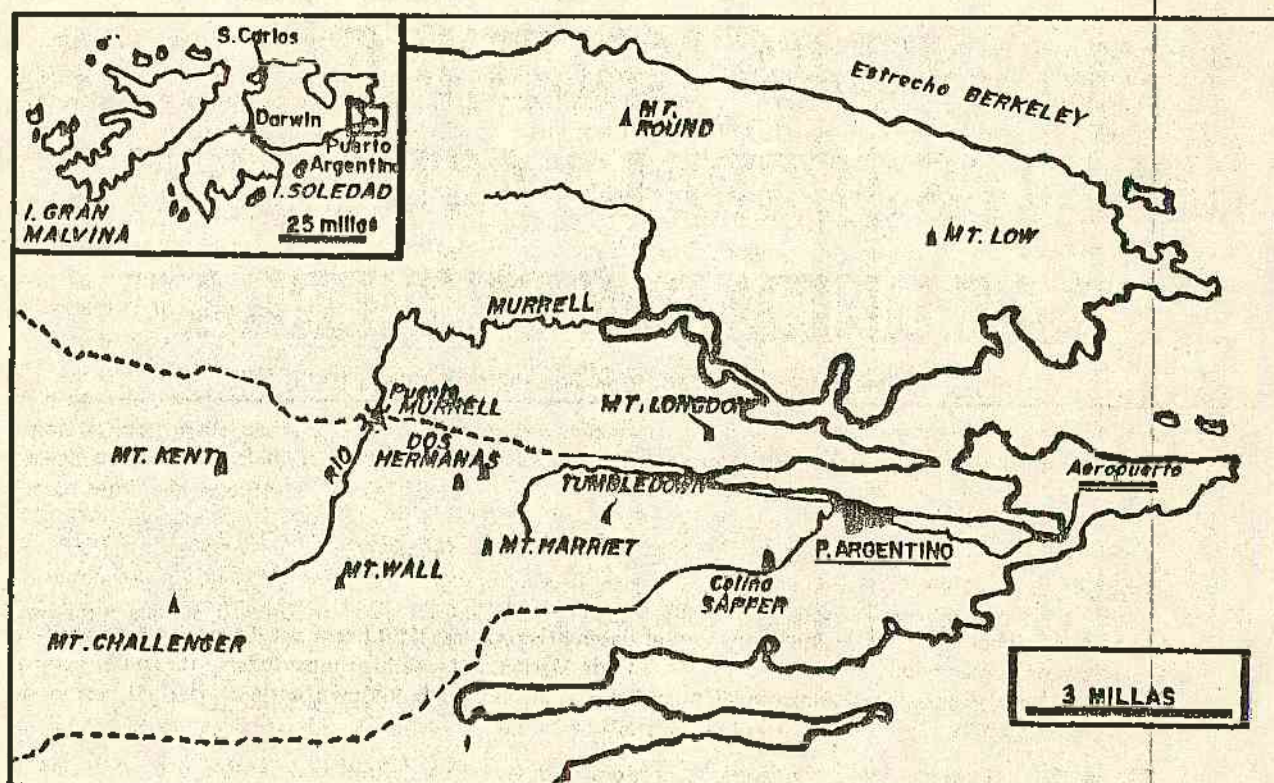 S. Carlos
Darwin
Puerto
Argentino
I. SOLEDAD
I. GRAN
MALVINA
25 millas
Estrecho BERKELEY
MT.
ROUND
MT. LOW
MURRELL
Puente
MURRELL
MT. LONGDON
DOS
HERMANAS
MT. KENT
RIO
TUMBLEDOWN
Aeropuerto
MT. HARRIET
P. ARGENTINO
MT. WALL
Colina
SAPPER
MT. CHALLENGER
3 MILLAS